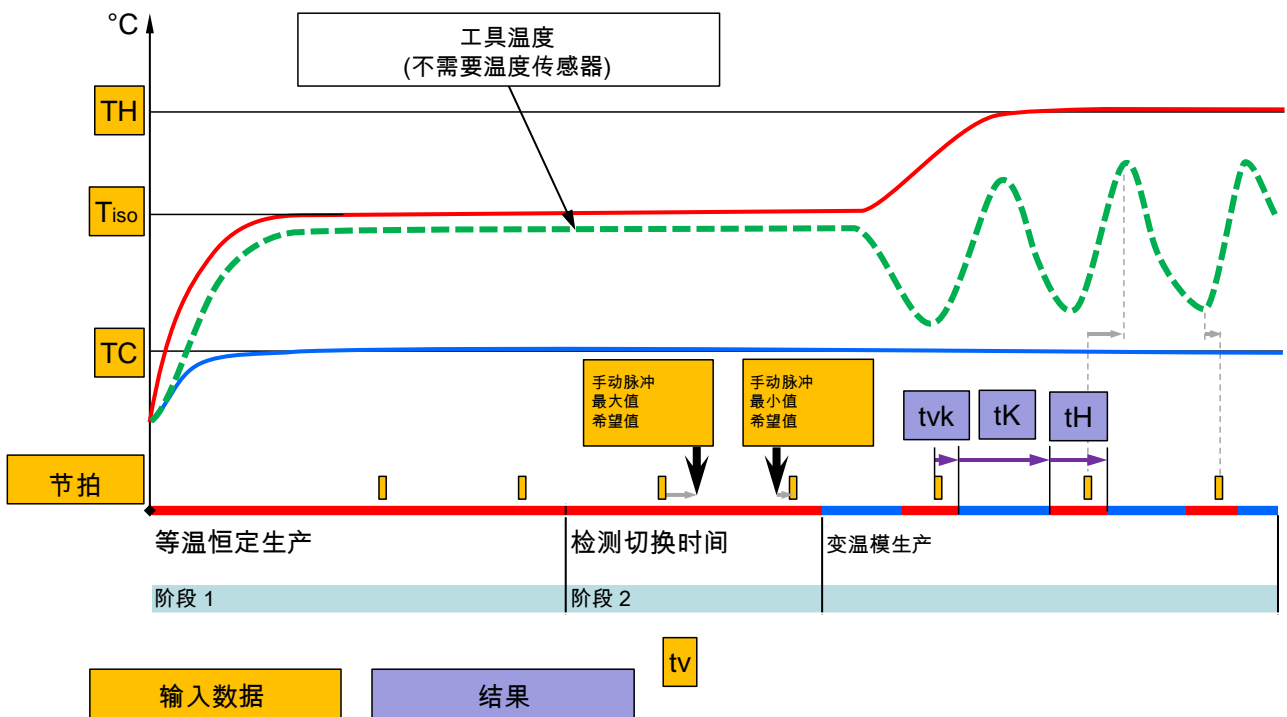 °C
工具温度
(不需要温度传感器)
TH
Tiso
TC
手动脉冲
最大值
希望值
手动脉冲
最小值
希望值
tvk
tK
tH
节拍
等温恒定生产
检测切换时间
变温模生产
阶段 1
阶段 2
tv
输入数据
结果